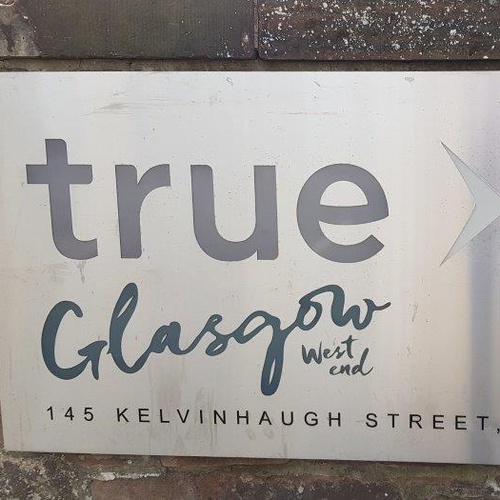 true
Glasgow
West
end
145 KELVINHAUGH STREET,